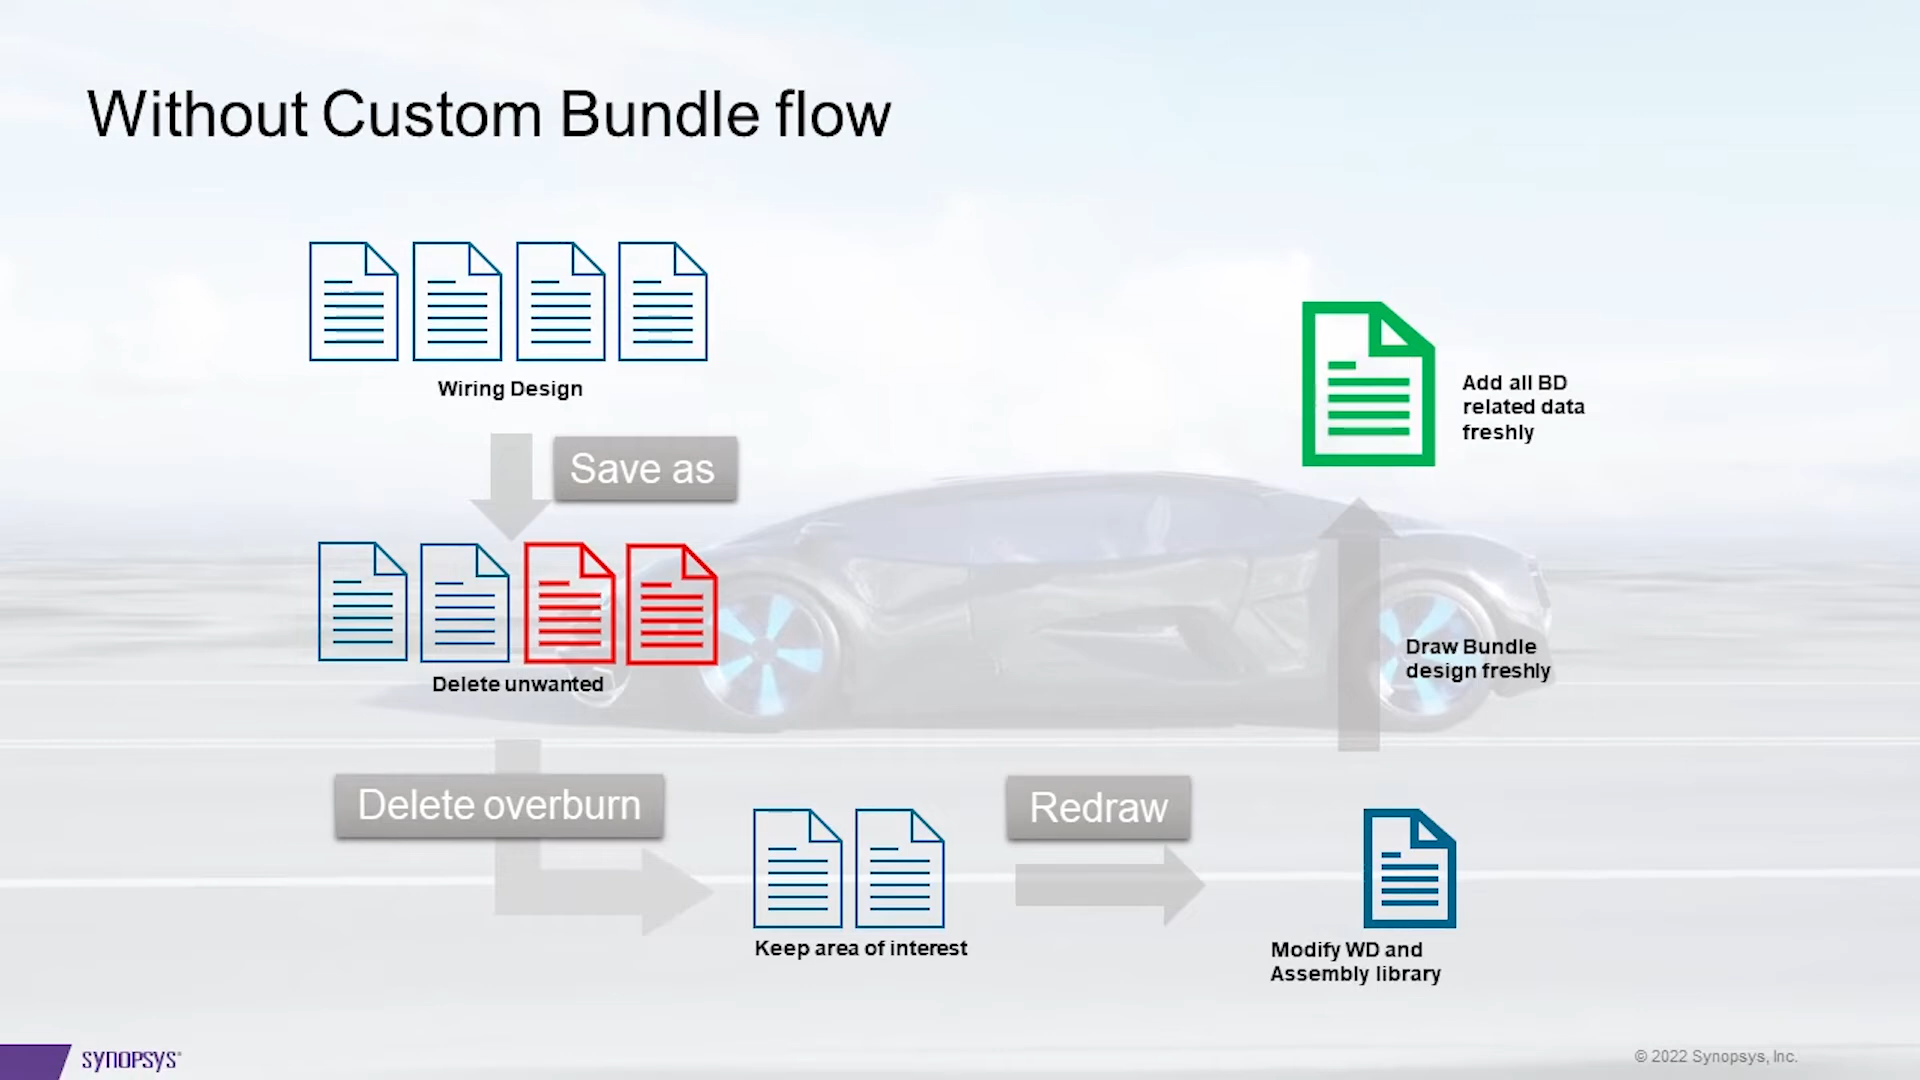 Without Custom Bundle flow
Wiring Design
Save as
Delete unwanted
Delete overburn
Keep area of interest
Redraw
Modify WD and
Assembly library
Draw Bundle
design freshly
Add all BD
related data
freshly
SYNOPSYS®
© 2022 Synopsys, Inc.